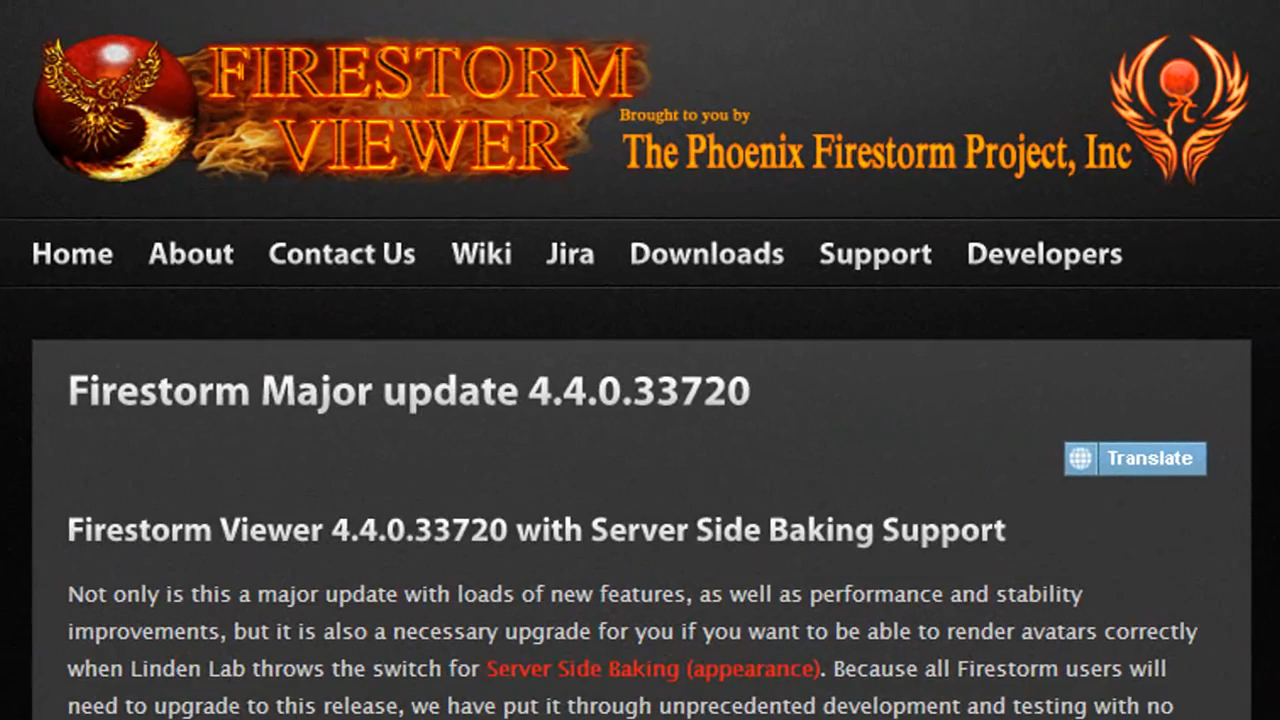 FIRESTORM
VIEWER
Brought to you by
The Phoenix Firestorm Project, Inc
Home About Contact Us Wiki Jira Downloads Support Developers
Firestorm Major update 4.4.0.33720
Translate
Firestorm Viewer 4.4.0.33720 with Server Side Baking Support
Not only is this a major update with loads of new features, as well as performance and stability
improvements, but it is also a necessary upgrade for you if you want to be able to render avatars correctly
when Linden Lab throws the switch for Server Side Baking (appearance). Because all Firestorm users will
need to upgrade to this release, we have put it through unprecedented development and testing with no